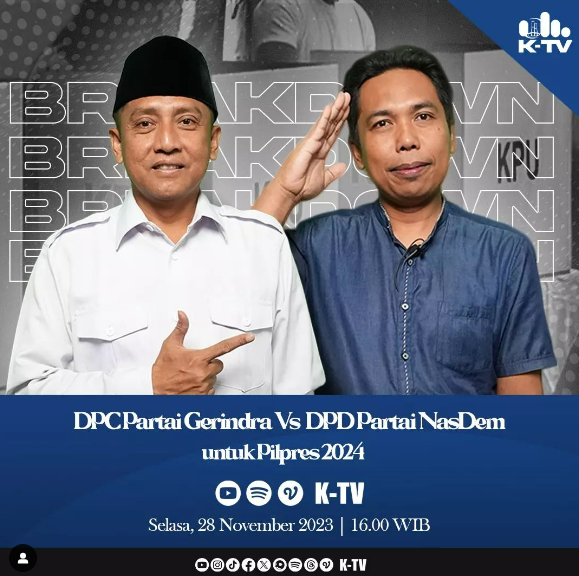 K-TV
BREAKDOWN
BREAKDOWN
KPU
BREAKDOWN
DPC Partai Gerindra Vs DPD Partai NasDem
untuk Pilpres 2024
K-TV
Selasa, 28 November 2023 | 16.00 WIB
K-TV